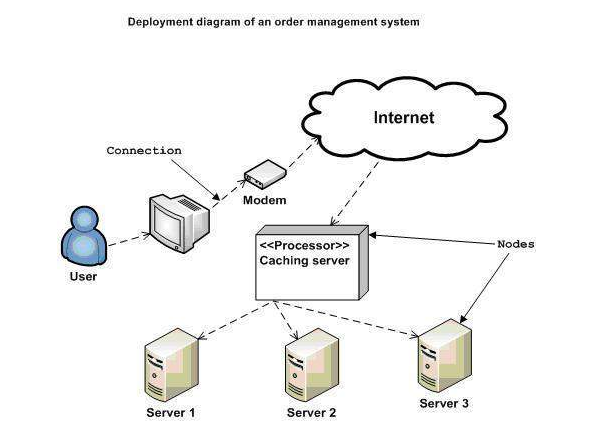 Deployment diagram of an order management system
Internet
Connection
Modem
User
<<Processor>>
Caching server
Nodes
Server 1
Server 2
Server 3